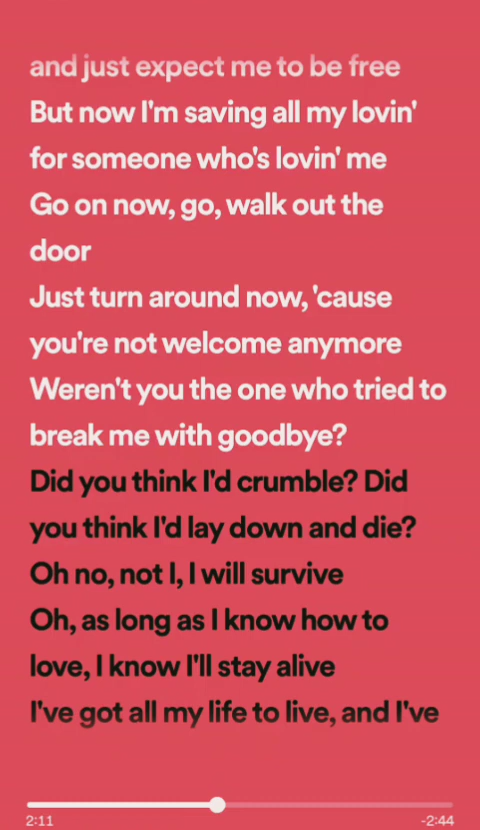 and just expect me to be free
But now I'm saving all my lovin'
for someone who's lovin' me
Go on now, go, walk out the
door
Just turn around now, 'cause
you're not welcome anymore
Weren't you the one who tried to
break me with goodbye?
Did you think I'd crumble? Did
you think I'd lay down and die?
Oh no, not I, I will survive
Oh, as long as I know how to
love, I know I'll stay alive
I've got all my life to live, and I've
2:11 -2:44